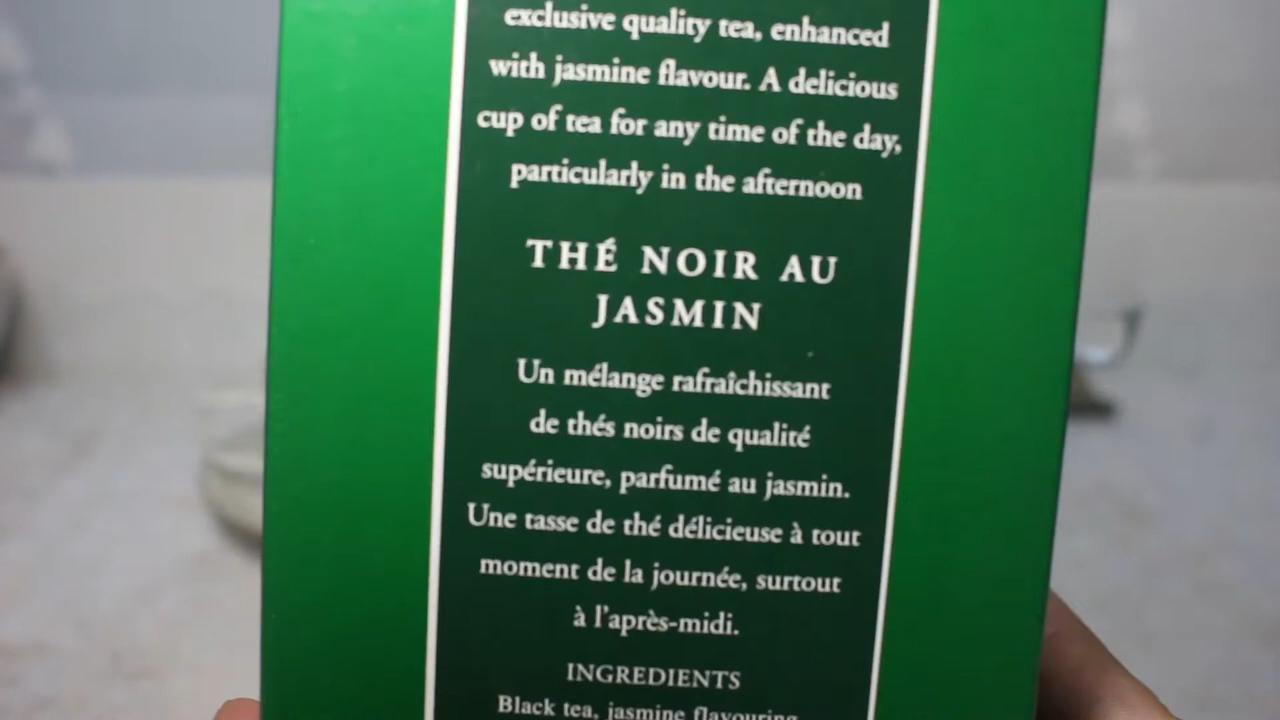 exclusive quality tea, enhanced
with jasmine flavour. A delicious
cup of tea for any time of the day,
particularly in the afternoon
THÉ NOIR AU
JASMIN
Un mélange rafraîchissant
de thés noirs de qualité
supérieure, parfumé au jasmin.
Une tasse de thé délicieuse à tout
moment de la journée, surtout
à l'après-midi.
INGREDIENTS
Black tea, jasmine flavouring